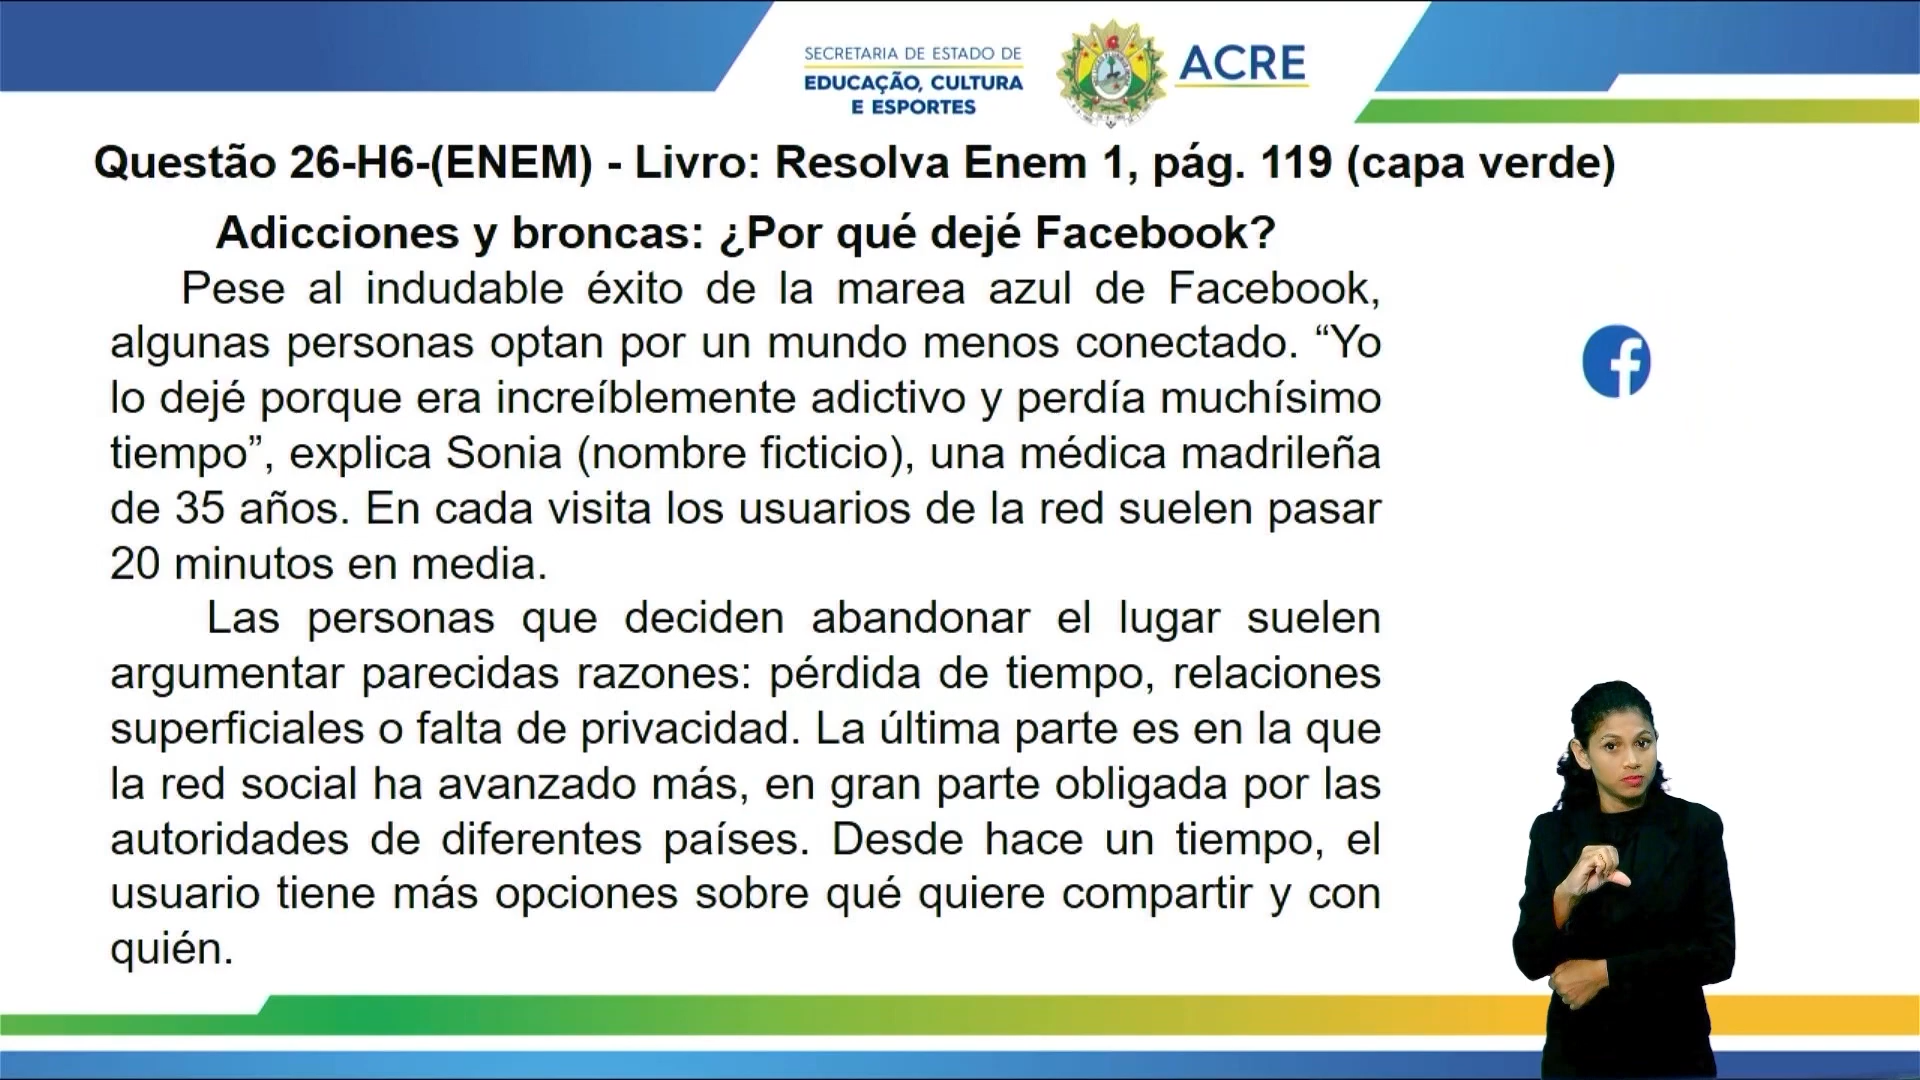 SECRETARIA DE ESTADO DE
EDUCAÇÃO, CULTURA
E ESPORTES
ACRE
Questão 26-H6-(ENEM) - Livro: Resolva Enem 1, pág. 119 (capa verde)
Adicciones y broncas: ¿Por qué dejé Facebook?
Pese al indudable éxito de la marea azul de Facebook,
algunas personas optan por un mundo menos conectado. “Yo
lo dejé porque era increíblemente adictivo y perdía muchísimo
tiempo”, explica Sonia (nombre ficticio), una médica madrileña
de 35 años. En cada visita los usuarios de la red suelen pasar
20 minutos en media.
Las personas que deciden abandonar el lugar suelen
argumentar parecidas razones: pérdida de tiempo, relaciones
superficiales o falta de privacidad. La última parte es en la que
la red social ha avanzado más, en gran parte obligada por las
autoridades de diferentes países. Desde hace un tiempo, el
usuario tiene más opciones sobre qué quiere compartir y con
quién.